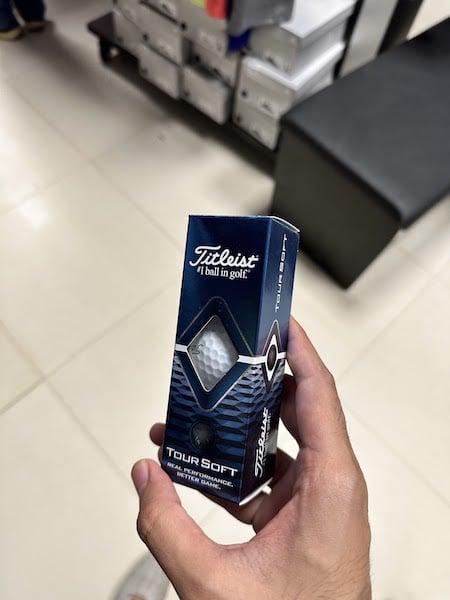 Titleist
#1 ball in golf.
TOUR SOFT
REAL PERFORMANCE.
BETTER GAME.
TOUR SOFT
Titleist